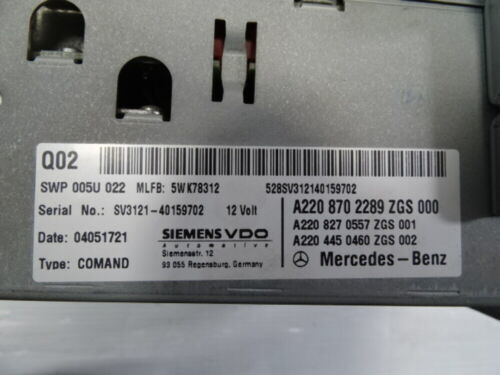 Q02
SWP 005U 022 MLFB: 5WK78312 528SV312140159702
Serial No.: SV3121-40159702 12 Volt A220 870 2289 ZGS 000
A220 827 0557 ZGS 001
Date: 04051721 SIEMENS VDO A220 445 0460 ZGS 002
Automotive
Siemensstr. 12
Type: COMAND 93 055 Regensburg, Germany Mercedes-Benz